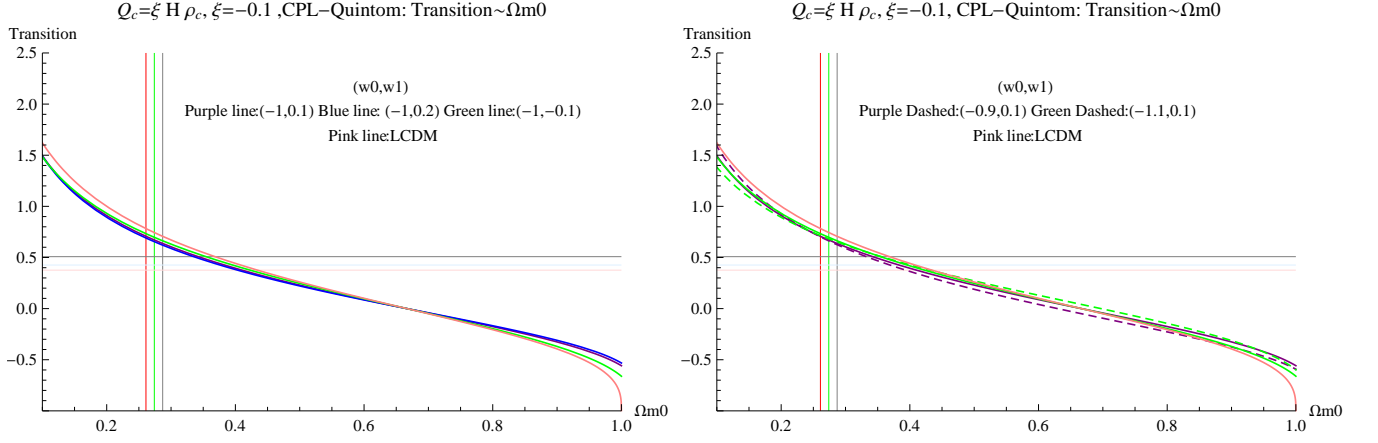 Q_c=ξ H ρ_c, ξ=−0.1 ,CPL−Quintom: Transition~Ωm0
Transition
2.5
2.0
1.5
1.0
0.5
0.0
−0.5
(w0,w1)
Purple line:(−1,0.1) Blue line: (−1,0.2) Green line:(−1,−0.1)
Pink line:LCDM
0.2
0.4
0.6
0.8
1.0
Ωm0
Q_c=ξ H ρ_c, ξ=−0.1, CPL−Quintom: Transition~Ωm0
Transition
2.5
2.0
1.5
1.0
0.5
0.0
−0.5
(w0,w1)
Purple Dashed:(−0.9,0.1) Green Dashed:(−1.1,0.1)
Pink line:LCDM
0.2
0.4
0.6
0.8
1.0
Ωm0